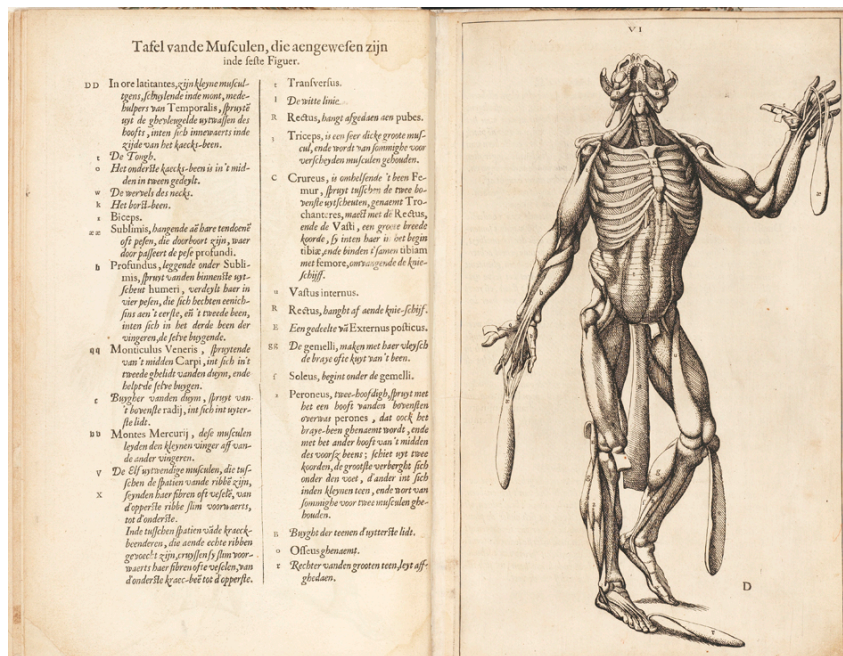 Tafel vande Musculen, die aengewesen zijn
inde seste Figuer.
DD In ore latitantes, zijn kleyne muscul-
tgens, schuylende inde mont, mede-
hulpers van Temporalis, spruytē
uyt de ghevleugelde uytwassen des
hoofts, inten sich innewaerts inde
zijde van het kaecks-been.
t De Tongh.
o Het onderste kaecks-been is in't mid-
den in tween gedeylt.
w De wervels des necks.
k Het borst-been.
Biceps.
ææ Sublimis, hangende aē hare tendoenē
oft pesen, die doorboort zijn, waer
door passeert de pese profundi.
b Profundus, leggende onder Subli-
mis, spruyt vanden binnenste uyt-
scheut humeri, verdeylt haer in
vier pesen, die sich hechten eenich-
sins aen't eerste, eñ 't tweede been,
inten sich in het derde been der
vingeren, de selve buygende.
qq Monticulus Veneris, spruytende
van't midden Carpi, int sich in't
tweede ghelidt vanden duym, ende
helpt de selve buygen.
Buygher vanden duym, spruyt van
't bovenste radij, int sich int uyter-
ste lidt.
Montes Mercurij, dese musculen
leyden den kleynen vinger aff van-
de ander vingeren.
V De Elf uytwendige musculen, die tus-
schen de spatien vande ribbē zijn,
X seynden haer fibren oft veselē, van
d'opperste ribbe slim voorwaerts,
tot d'onderste.
Inde tusschen spatien vāde kraeck-
beenderen, die aende echte ribben
gevoecht zijn, cruyssen sy slim voor-
waerts haer fibren ofte veselen, van
d'onderste kraec-beē tot d'opperste.
Transversus.
l De witte linie.
R Rectus, hangt afgedaen aen pubes.
Triceps, is een seer dicke groote mus-
cul, ende wordt van sommighe voor
verscheyden musculen gehouden.
C Crureus, is omhelsende 't been Fe-
mur, spruyt tusschen de twee bo-
venste uytscheuten, genaemt Tro-
chanteres, maect met de Rectus,
ende de Vasti, een groote breede
koorde, sy inten haer in het begin
tibiæ, ende binden t'samen tibiam
met femore, omvangende de knie-
schijff.
Vastus internus.
R Rectus, hanght af aende knie-schijf.
E Een gedeelte vā Externus posticus.
gg De gemelli, maken met haer vleysch
de braye ofte kuyt van't been.
Soleus, begint onder de gemelli.
Peroneus, twee-hoofdigh, spruyt met
het een hooft vanden bovensten
overwas perones, dat oock het
braye-been ghenaemt wordt, ende
met het ander hooft van't midden
des voorsz beens; schiet uyt twee
koorden, de grootste verberght sich
onder den voet, d'ander int sich
inden kleynen teen, ende wort van
sommighe voor twee musculen ghe-
houden.
B Buyght der teenen d'uytterste lidt.
o Osseus ghenaemt.
Rechter vanden grooten teen, leyt aff-
ghedaen.
VI
D